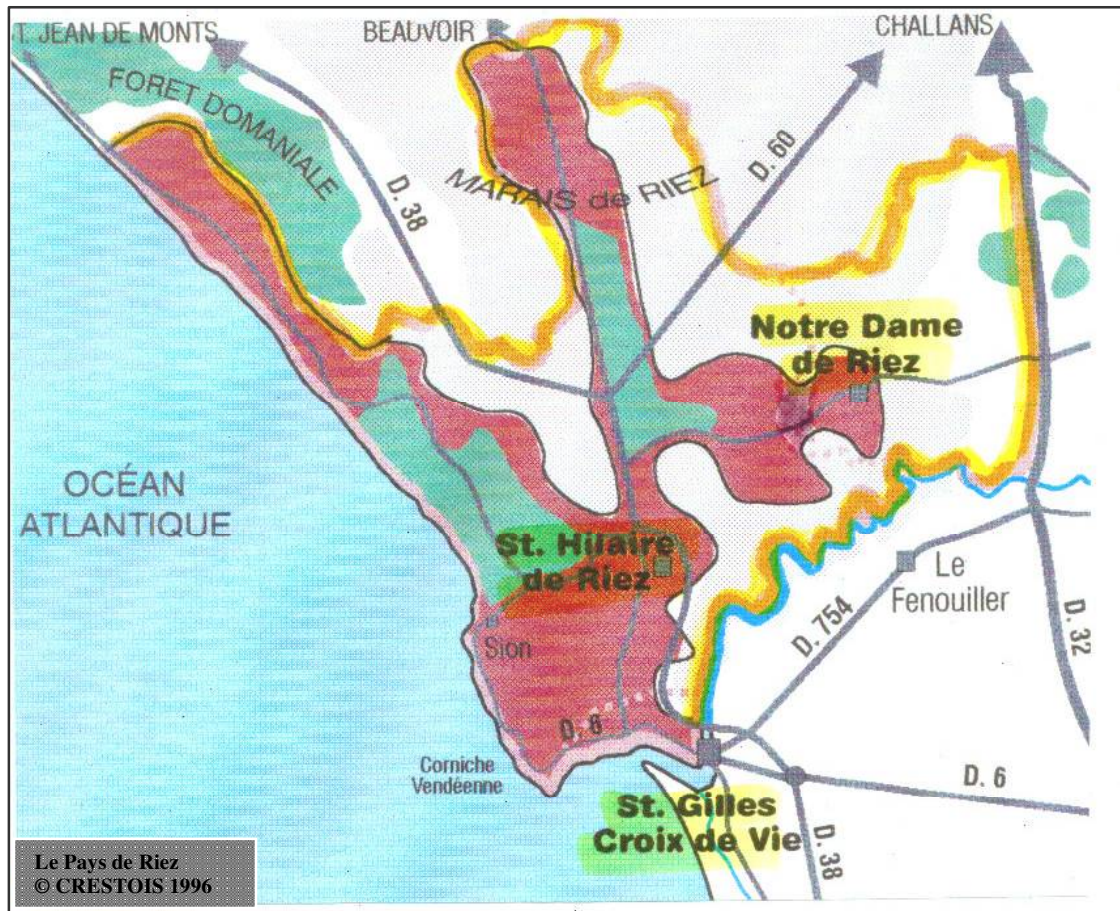 T. JEAN DE MONTS
BEAUVOIR
CHALLANS
FORET DOMANIALE
D. 38
MARAIS de RIEZ
D. 60
Notre Dame
de Riez
OCÉAN
ATLANTIQUE
St. Hilaire
de Riez
Sion
Le
Fenouiller
D. 754
D. 32
D. 6
Corniche
Vendéenne
D. 6
St. Gilles
Croix de Vie
D. 38
Le Pays de Riez
© CRESTOIS 1996